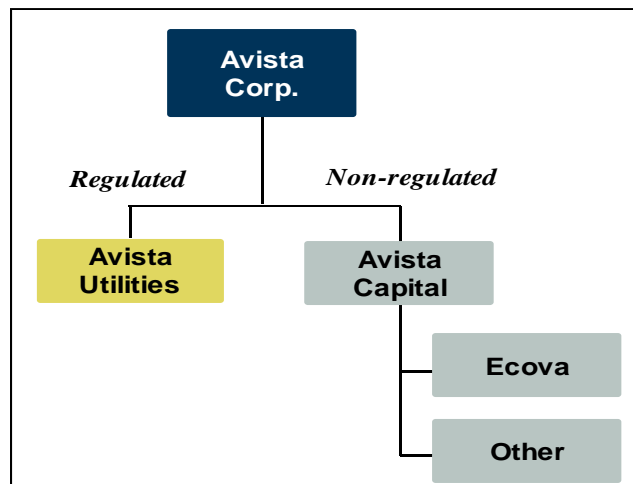 Avista
Corp.
Regulated
Non-regulated
Avista
Utilities
Avista
Capital
Ecova
Other